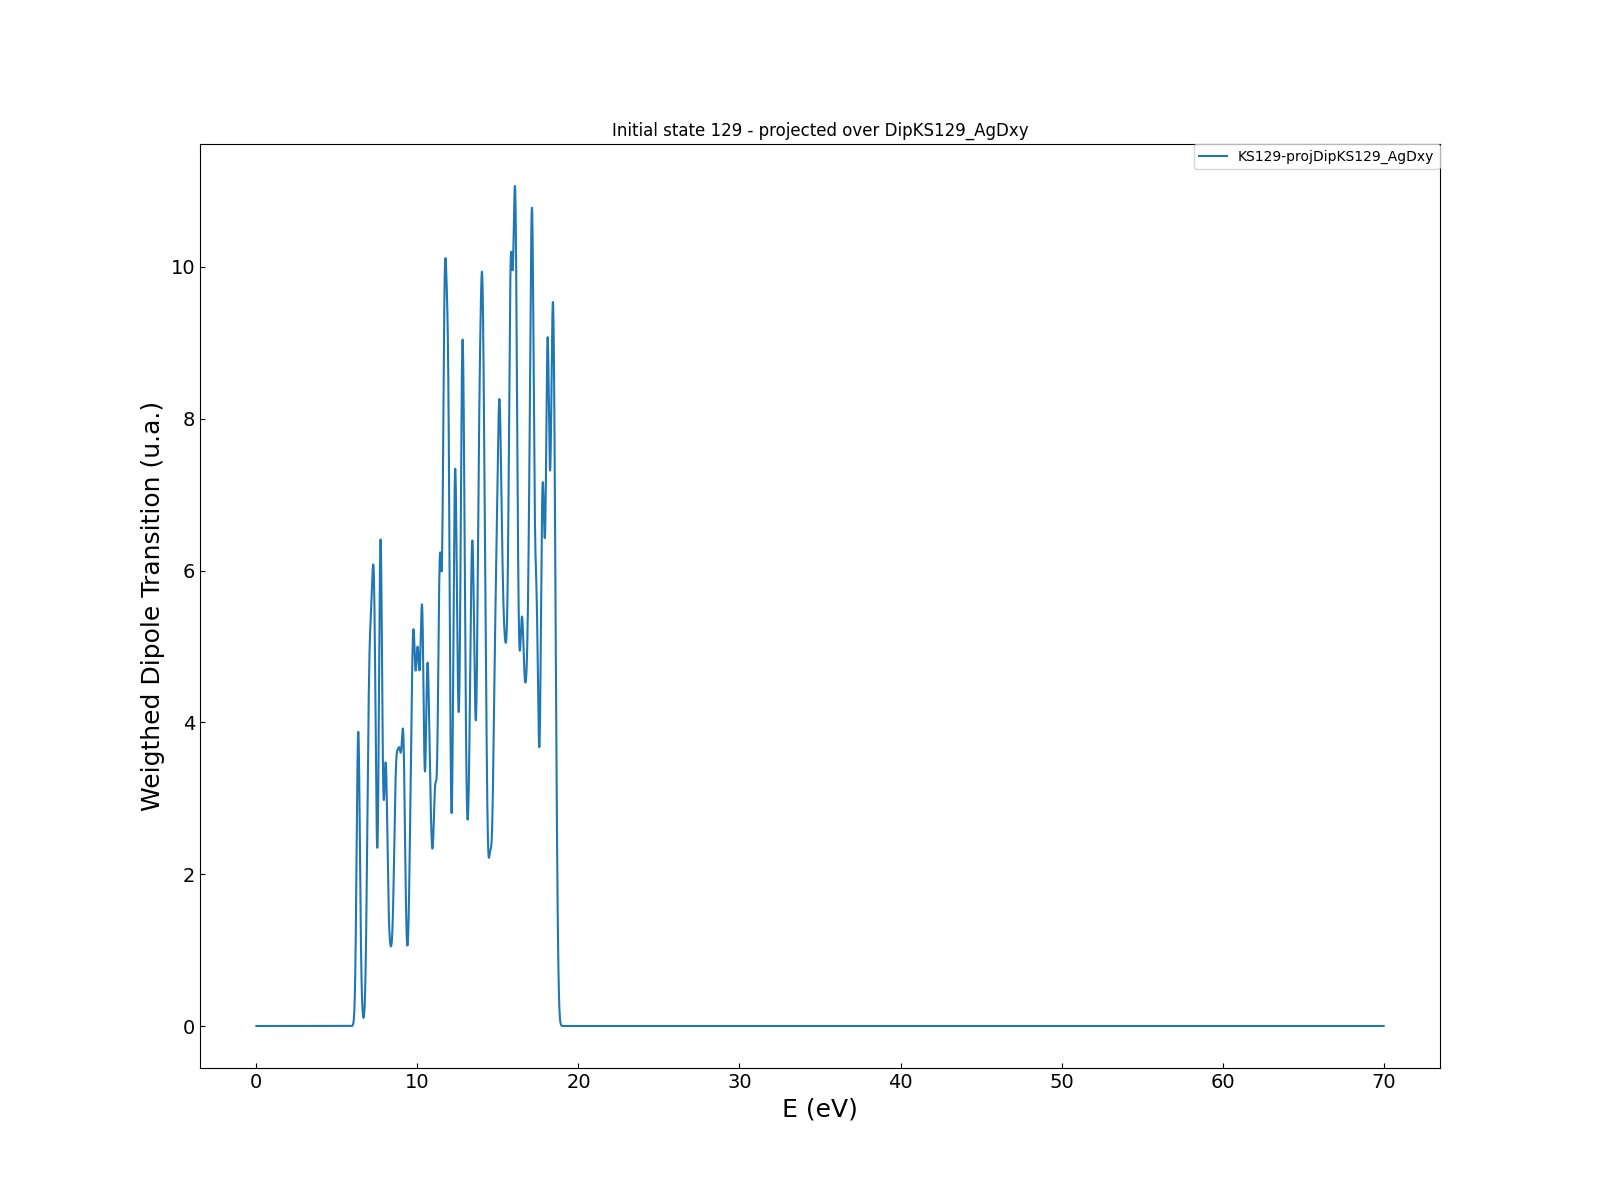 Initial state 129 - projected over DipKS129_AgDxy
KS129-projDipKS129_AgDxy
Weigthed Dipole Transition (u.a.)
10
8
6
4
2
0
0 10 20 30 40 50 60 70
E (eV)